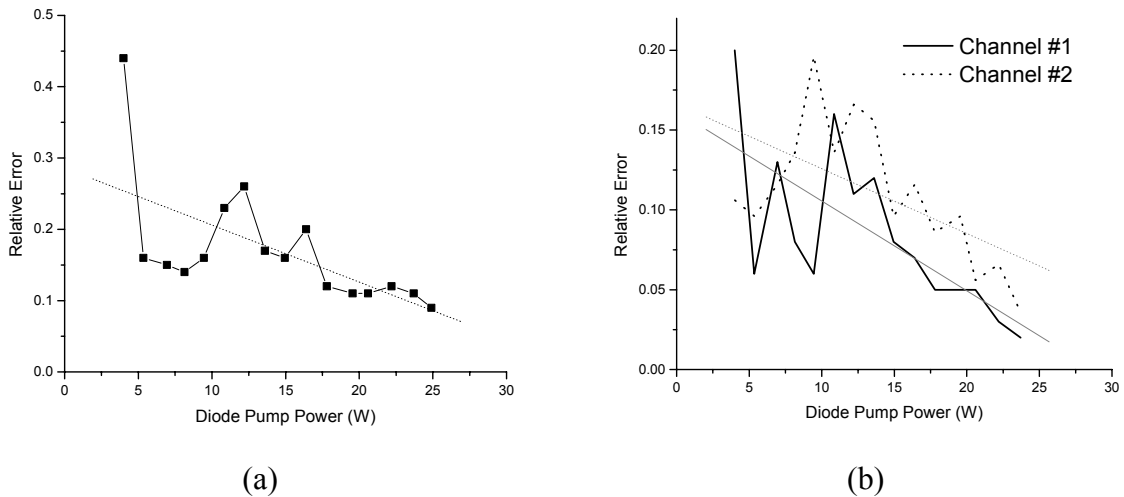 0.5
0.4
0.3
0.2
0.1
0.0
Relative Error
0 5 10 15 20 25 30
Diode Pump Power (W)
(a)
Channel #1
Channel #2
0.20
0.15
0.10
0.05
0.00
Relative Error
0 5 10 15 20 25 30
Diode Pump Power (W)
(b)